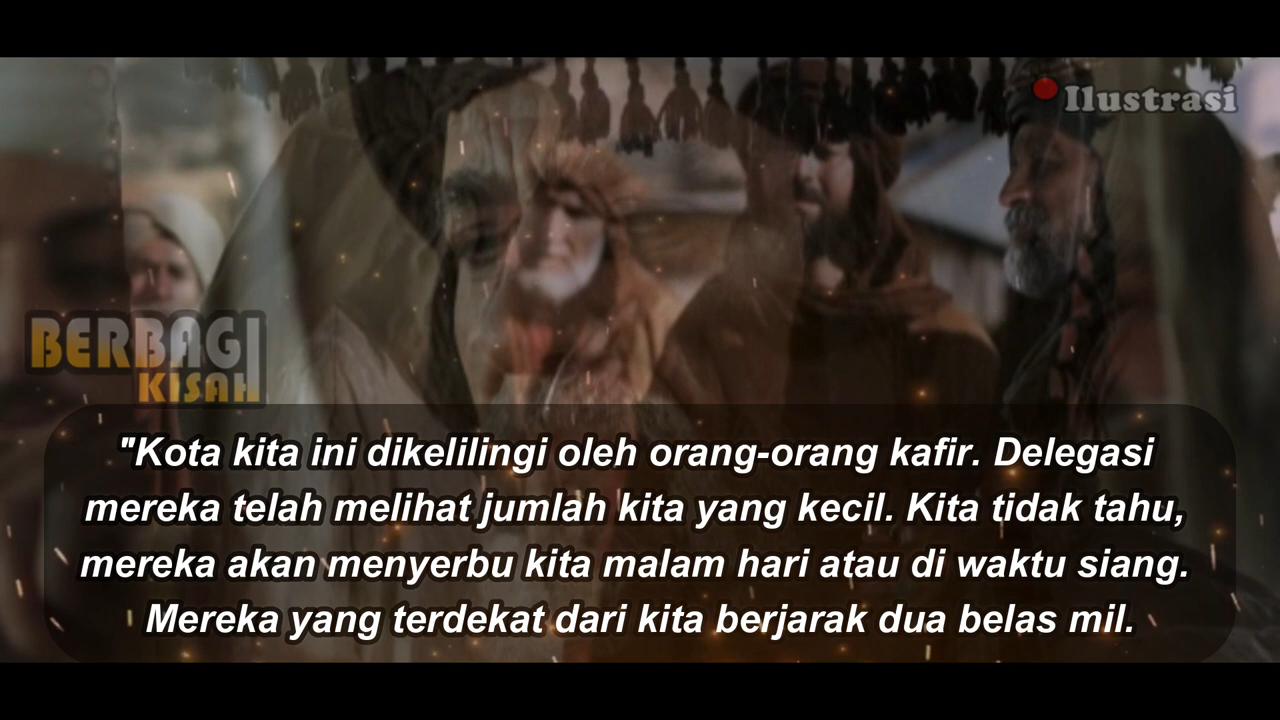 Ilustrasi
BERBAGI
KISAH
"Kota kita ini dikelilingi oleh orang-orang kafir. Delegasi
mereka telah melihat jumlah kita yang kecil. Kita tidak tahu,
mereka akan menyerbu kita malam hari atau di waktu siang.
Mereka yang terdekat dari kita berjarak dua belas mil.